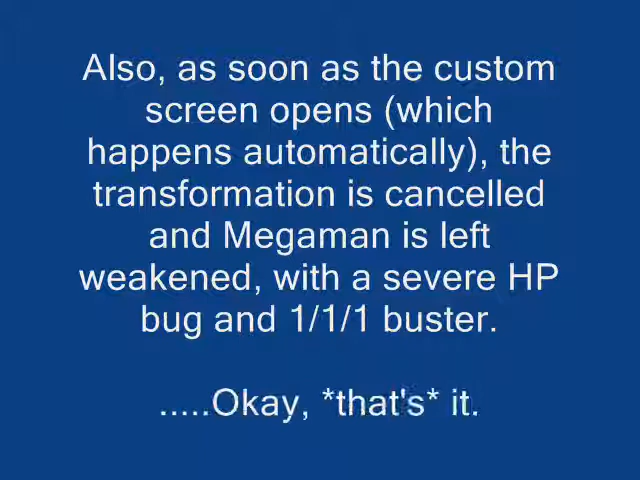 Also, as soon as the custom
screen opens (which
happens automatically), the
transformation is cancelled
and Megaman is left
weakened, with a severe HP
bug and 1/1/1 buster.
.....Okay, *that's* it.